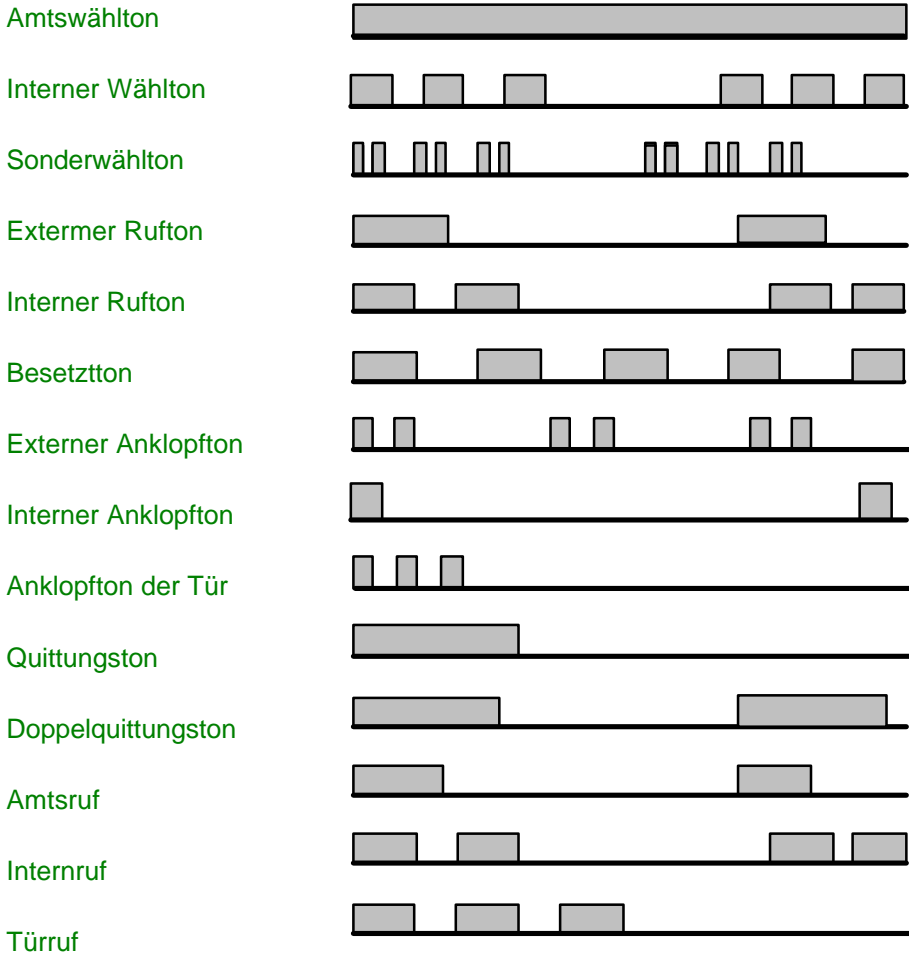 Amtswählton
Interner Wählton
Sonderwählton
Extermer Rufton
Interner Rufton
Besetztton
Externer Anklopfton
Interner Anklopfton
Anklopfton der Tür
Quittungston
Doppelquittungston
Amtsruf
Internruf
Türruf